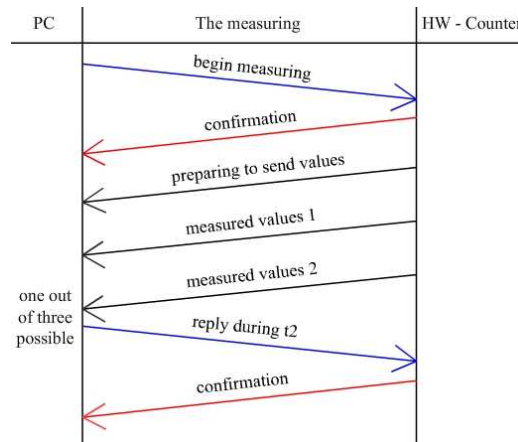 PC The measuring HW - Counter
begin measuring
confirmation
preparing to send values
measured values 1
measured values 2
one out
of three
possible
reply during t2
confirmation